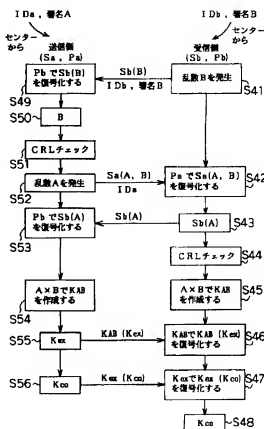 IDa, 署名A
IDb, 署名B
センターから
センターから
送信側
(Sa, Pa)
受信側
(Sb, Pb)
Sb(B)
IDb, 署名B
乱数Bを発生
S41
PbでSb(B)を復号化する
S49
B
S50
CRLチェック
S51
乱数Aを発生
S52
Sa(A, B)
IDa
PaでSa(A, B)を復号化する
S42
PbでSb(A)を復号化する
S53
Sb(A)
Sb(A)
S43
CRLチェック
S44
A×BでKABを作成する
S54
A×BでKABを作成する
S45
Kex
S55
KAB(Kex)
KABでKAB(Kex)を復号化する
S46
Kco
S56
Kex(Kco)
KexでKex(Kco)を復号化する
S47
Kco
S48